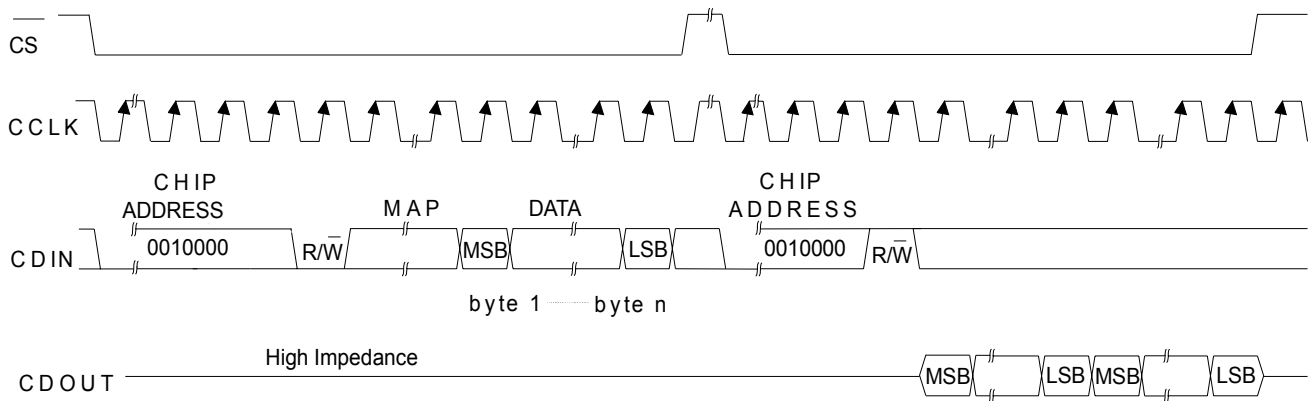 CS
CCLK
CHIP
ADDRESS
MAP
DATA
CHIP
ADDRESS
CDIN
0010000
R/W
MSB
LSB
0010000
R/W
byte 1
byte n
High Impedance
CDOUT
MSB
LSB
MSB
LSB